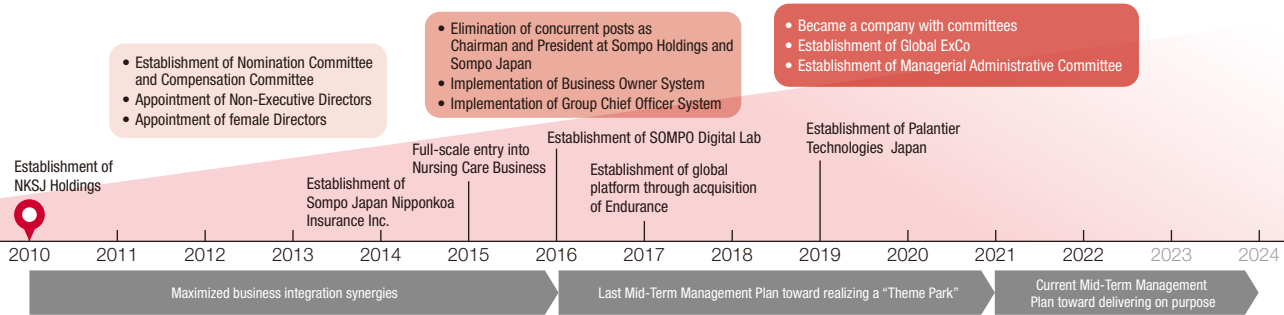 • Establishment of Nomination Committee
and Compensation Committee
• Appointment of Non-Executive Directors
• Appointment of female Directors
• Elimination of concurrent posts as
Chairman and President at Sompo Holdings and
Sompo Japan
• Implementation of Business Owner System
• Implementation of Group Chief Officer System
• Became a company with committees
• Establishment of Global ExCo
• Establishment of Managerial Administrative Committee
Establishment of
NKSJ Holdings
Establishment of
Sompo Japan Nipponkoa
Insurance Inc.
Full-scale entry into
Nursing Care Business
Establishment of SOMPO Digital Lab
Establishment of global
platform through acquisition
of Endurance
Establishment of Palantier
Technologies Japan
2010 2011 2012 2013 2014 2015 2016 2017 2018 2019 2020 2021 2022 2023 2024
Maximized business integration synergies
Last Mid-Term Management Plan toward realizing a “Theme Park”
Current Mid-Term Management
Plan toward delivering on purpose